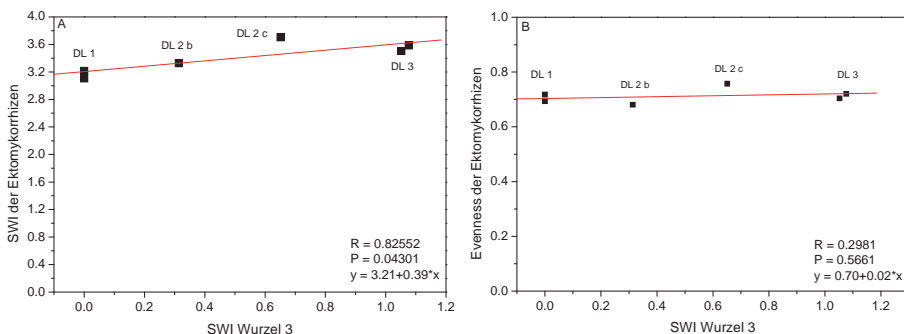 A
SWI der Ektomykorrhizen
4.0
3.6
3.2
2.8
2.4
2.0
1.6
1.2
0.8
0.4
0.0
DL 1
DL 2 b
DL 2 c
DL 3
R = 0.82552
P = 0.04301
y = 3.21+0.39*x
0.0 0.2 0.4 0.6 0.8 1.0 1.2
SWI Wurzel 3
B
Evenness der Ektomykorrhizen
1.0
0.8
0.6
0.4
0.2
0.0
DL 1
DL 2 b
DL 2 c
DL 3
R = 0.2981
P = 0.5661
y = 0.70+0.02*x
0.0 0.2 0.4 0.6 0.8 1.0 1.2
SWI Wurzel 3